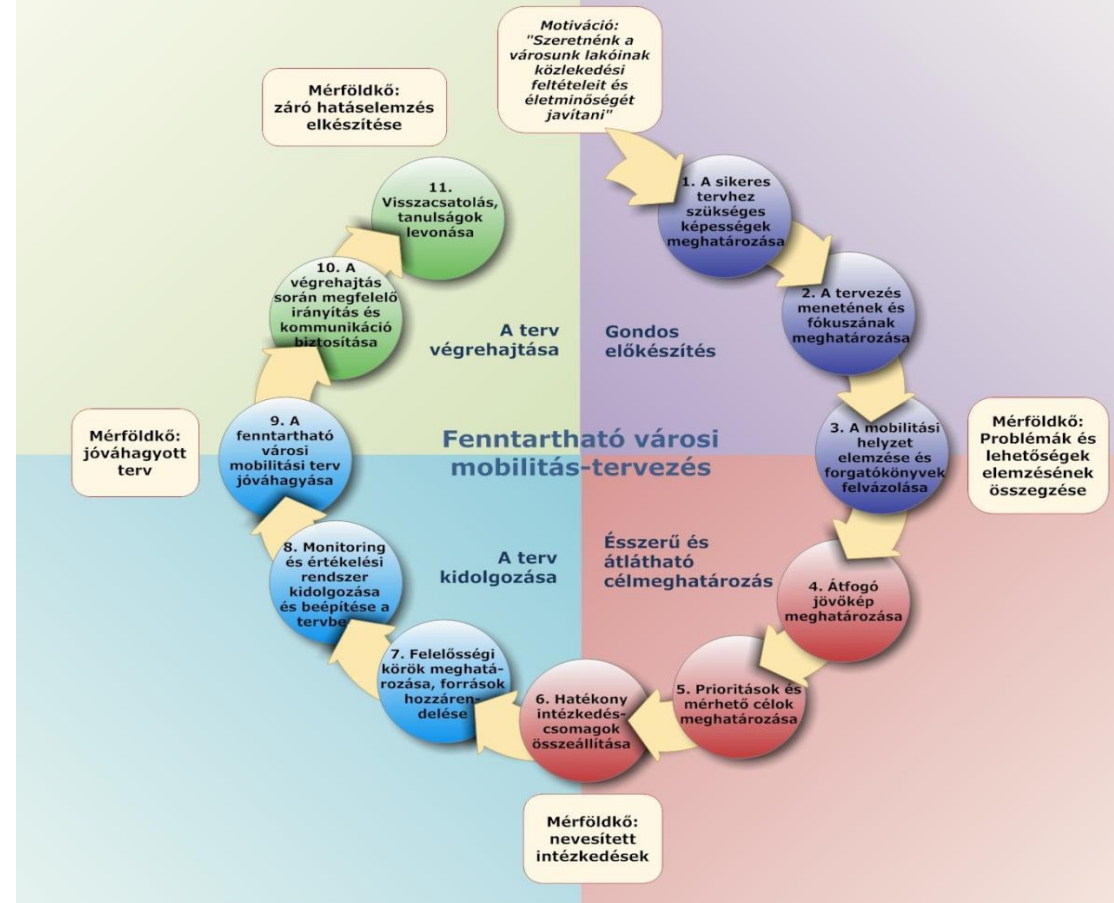 Motiváció:
"Szeretnénk a
városunk lakóinak
közlekedési
feltételeit és
életminőségét
javítani"
1. A sikeres
tervhez
szükséges
képességek
meghatározása
2. A tervezés
menetének és
fókuszának
meghatározása
3. A mobilitási
helyzet
elemzése és
forgatókönyvek
felvázolása
Mérföldkő:
Problémák és
lehetőségek
elemzésének
összegzése
4. Átfogó
jövőkép
meghatározása
5. Prioritások és
mérhető célok
meghatározása
6. Hatékony
intézkedés-
csomagok
összeállítása
Mérföldkő:
nevesített
intézkedések
7. Felelősségi
körök meghatá-
rozása, források
hozzáren-
delése
8. Monitoring
és értékelési
rendszer
kidolgozása
és beépítése a
tervbe
9. A
fenntartható
városi
mobilitási terv
jóváhagyása
Mérföldkő:
jóváhagyott
terv
10. A
végrehajtás
során megfelelő
irányítás és
kommunikáció
biztosítása
11.
Visszacsatolás,
tanulságok
levonása
Mérföldkő:
záró hatáselemzés
elkészítése
A terv
végrehajtása
Gondos
előkészítés
Fenntartható városi
mobilitás-tervezés
A terv
kidolgozása
Ésszerű és
átlátható
célmeghatározás